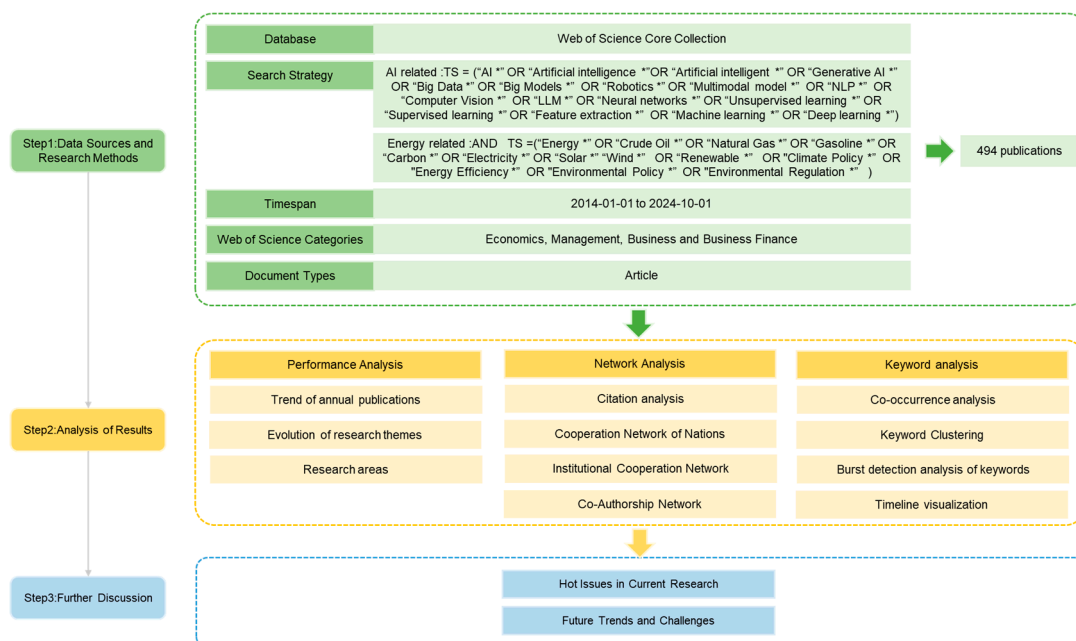 Database
Web of Science Core Collection
Search Strategy
AI related :TS = (“AI *” OR “Artificial intelligence *”OR “Artificial intelligent *” OR “Generative AI *”
OR “Big Data *” OR “Big Models *” OR “Robotics *” OR “Multimodal model *” OR “NLP *” OR
“Computer Vision *” OR “LLM *” OR “Neural networks *” OR “Unsupervised learning *” OR
“Supervised learning *” OR “Feature extraction *” OR “Machine learning *” OR “Deep learning *”)
Energy related :AND TS =(“Energy *” OR “Crude Oil *” OR “Natural Gas *” OR “Gasoline *” OR
“Carbon *” OR “Electricity *” OR “Solar *” “Wind *” OR “Renewable *” OR "Climate Policy *” OR
"Energy Efficiency *” OR "Environmental Policy *” OR "Environmental Regulation *” )
494 publications
Timespan
2014-01-01 to 2024-10-01
Web of Science Categories
Economics, Management, Business and Business Finance
Document Types
Article
Step1:Data Sources and
Research Methods
Performance Analysis
Trend of annual publications
Evolution of research themes
Research areas
Network Analysis
Citation analysis
Cooperation Network of Nations
Institutional Cooperation Network
Co-Authorship Network
Keyword analysis
Co-occurrence analysis
Keyword Clustering
Burst detection analysis of keywords
Timeline visualization
Step2:Analysis of Results
Hot Issues in Current Research
Future Trends and Challenges
Step3:Further Discussion